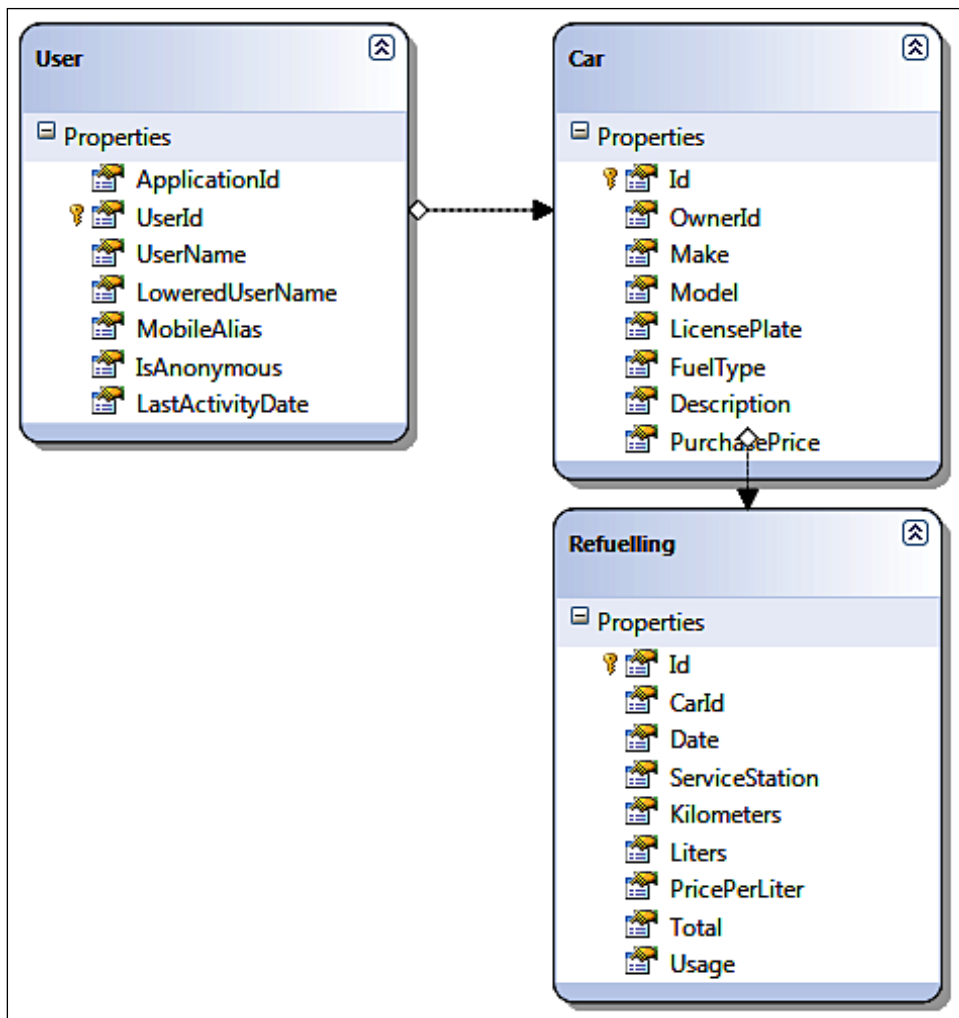 User
Properties
ApplicationId
UserId
UserName
LoweredUserName
MobileAlias
IsAnonymous
LastActivityDate
Car
Properties
Id
OwnerId
Make
Model
LicensePlate
FuelType
Description
PurchasePrice
Refuelling
Properties
Id
CarId
Date
ServiceStation
Kilometers
Liters
PricePerLiter
Total
Usage